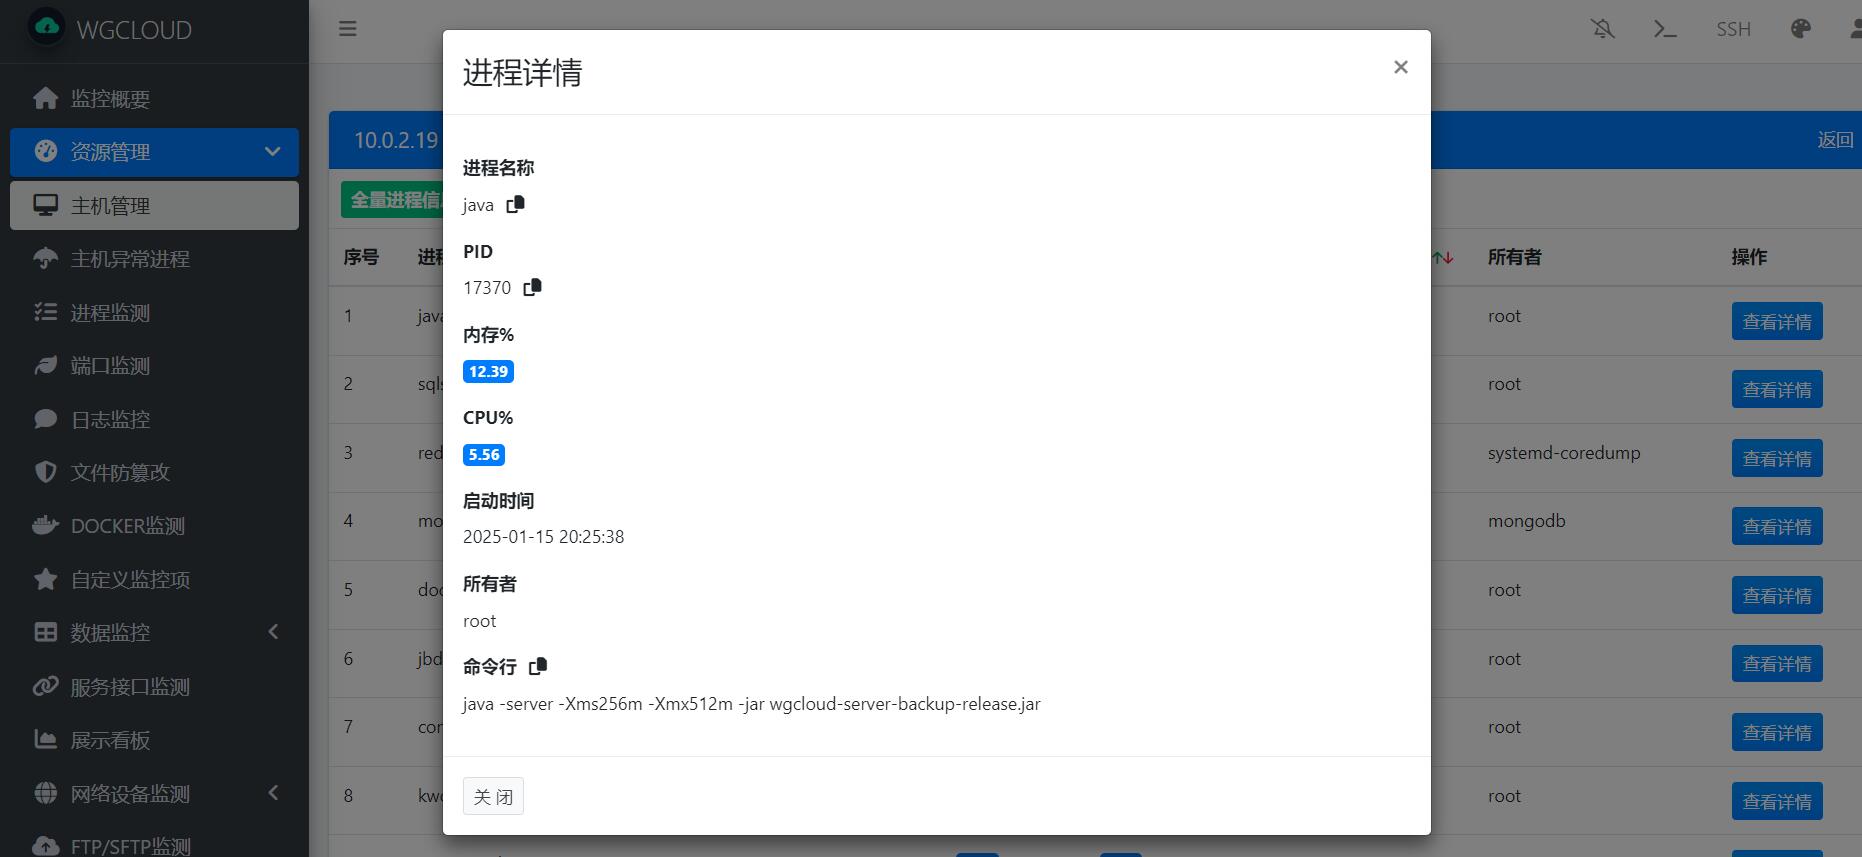 WGCLOUD
SSH
监控概要
资源管理
主机管理
主机异常进程
进程监测
端口监测
日志监控
文件防篡改
DOCKER监测
自定义监控项
数据监控
服务接口监测
展示看板
网络设备监测
FTP/SFTP监测
10.0.2.19
返回
全量进程信
序号
所有者
操作
1
root
查看详情
2
root
查看详情
3
systemd-coredump
查看详情
4
mongodb
查看详情
5
root
查看详情
6
root
查看详情
7
root
查看详情
8
root
查看详情
进程详情
×
进程名称
java
PID
17370
内存%
12.39
CPU%
5.56
启动时间
2025-01-15 20:25:38
所有者
root
命令行
java -server -Xms256m -Xmx512m -jar wgcloud-server-backup-release.jar
关 闭